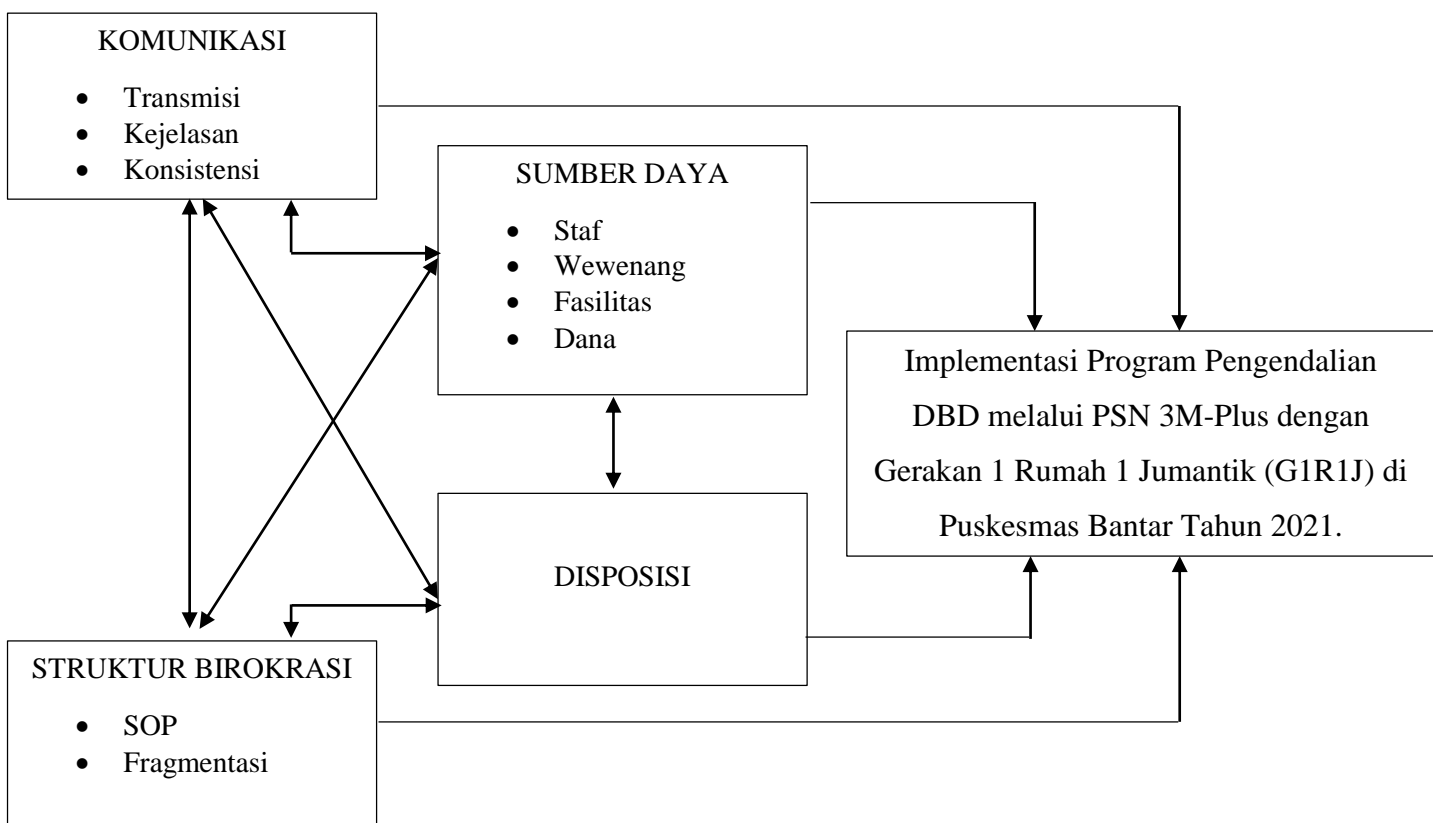 KOMUNIKASI
• Transmisi
• Kejelasan
• Konsistensi
SUMBER DAYA
• Staf
• Wewenang
• Fasilitas
• Dana
Implementasi Program Pengendalian
DBD melalui PSN 3M-Plus dengan
Gerakan 1 Rumah 1 Jumantik (G1R1J) di
Puskesmas Bantar Tahun 2021.
DISPOSISI
STRUKTUR BIROKRASI
• SOP
• Fragmentasi